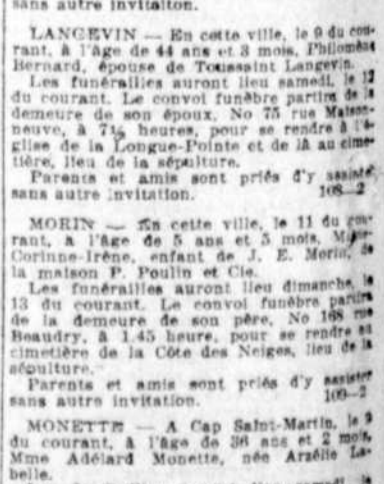 sans autre invitaiton.
LANGEVIN — En cette ville, le 9 du cou-
rant, à l'âge de 44 ans et 3 mois, Philomène
Bernard, épouse de Toussaint Langevin.
Les funérailles auront lieu samedi, le 12
du courant. Le convoi funèbre partira de la
demeure de son époux, No 75 rue Maison-
neuve, à 7¼ heures, pour se rendre à l'é-
glise de la Longue-Pointe et de là au cime-
tière, lieu de la sépulture.
Parents et amis sont priés d'y assister
sans autre invitation. 108—2
MORIN — En cette ville, le 11 du cou-
rant, à l'âge de 5 ans et 5 mois,
Corinne-Irène, enfant de J. E. Morin, de
la maison P. Poulin et Cie.
Les funérailles auront lieu dimanche, le
13 du courant. Le convoi funèbre partira
de la demeure de son père, No 168 rue
Beaudry, à 1.45 heure, pour se rendre au
cimetière de la Côte des Neiges, lieu de la
sépulture.
Parents et amis sont priés d'y assister
sans autre invitation. 109—2
MONETTE — A Cap Saint-Martin, le 9
du courant, à l'âge de 36 ans et 2 mois,
Mme Adélard Monette, née Arzélie La-
belle.